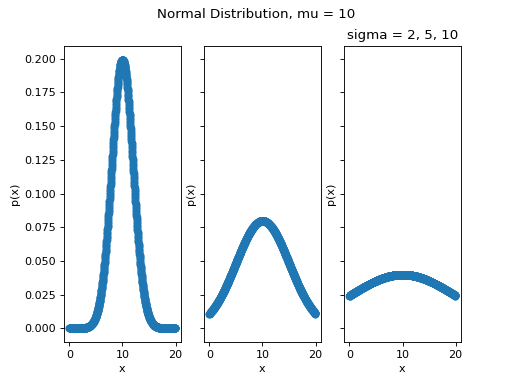 Normal Distribution, mu = 10
sigma = 2, 5, 10
0.200
0.175
0.150
0.125
0.100
0.075
0.050
0.025
0.000
p(x)
p(x)
p(x)
0 10 20
0 10 20
0 10 20
x
x
x